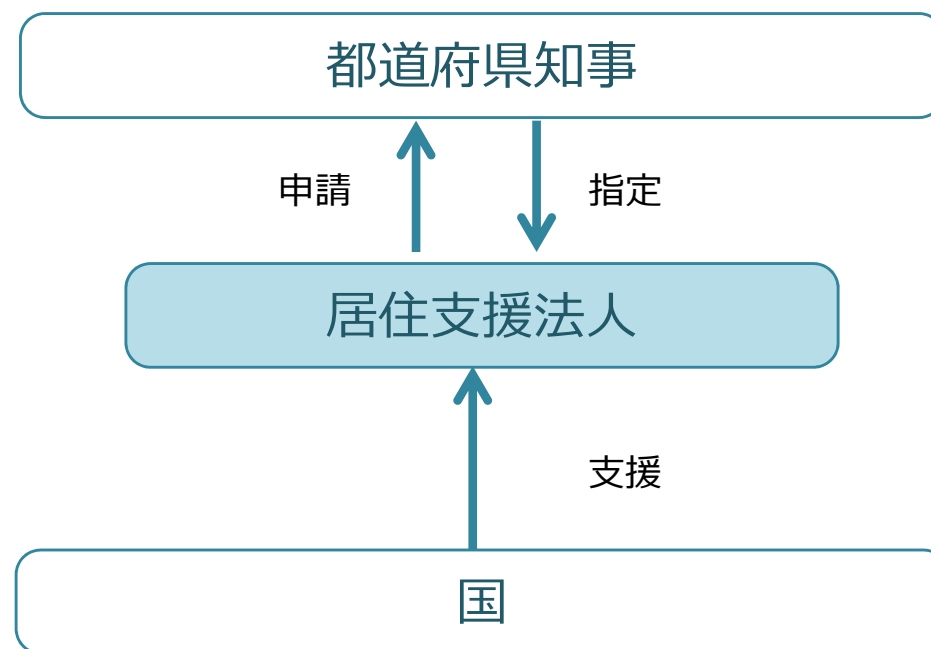 都道府県知事
申請
指定
居住支援法人
支援
国